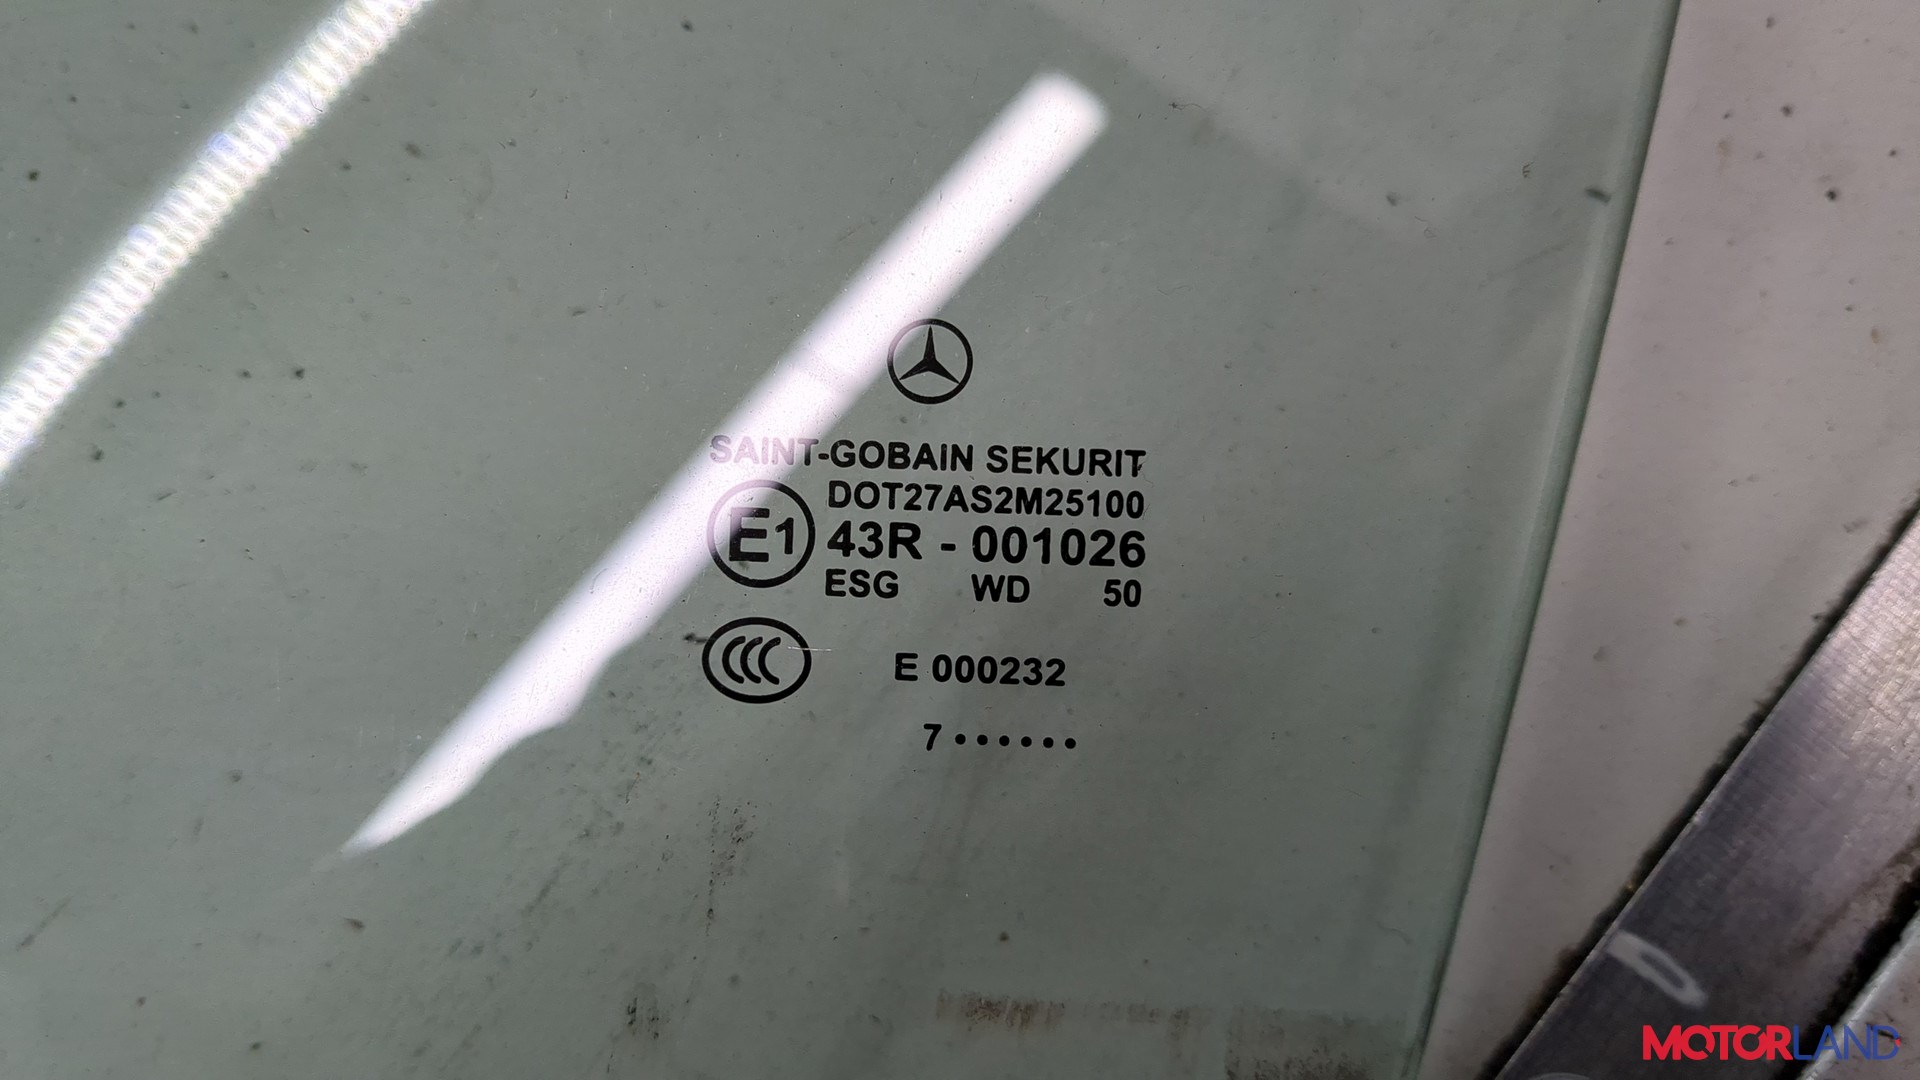 SAINT-GOBAIN SEKURIT
DOT27AS2M25100
E1 43R - 001026
ESG WD 50
CCC E 000232
7 ••••••
MOTORLAND